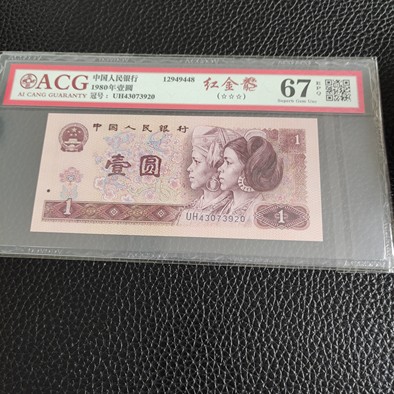 ACG
AI CANG GUARANTY
中国人民银行
1980年壹圆
冠号：UH43073920
12949448
红金龍
(☆☆☆)
67 EPQ
Superb Gem Unc
中国人民银行
壹圆
1
1
1
UH43073920